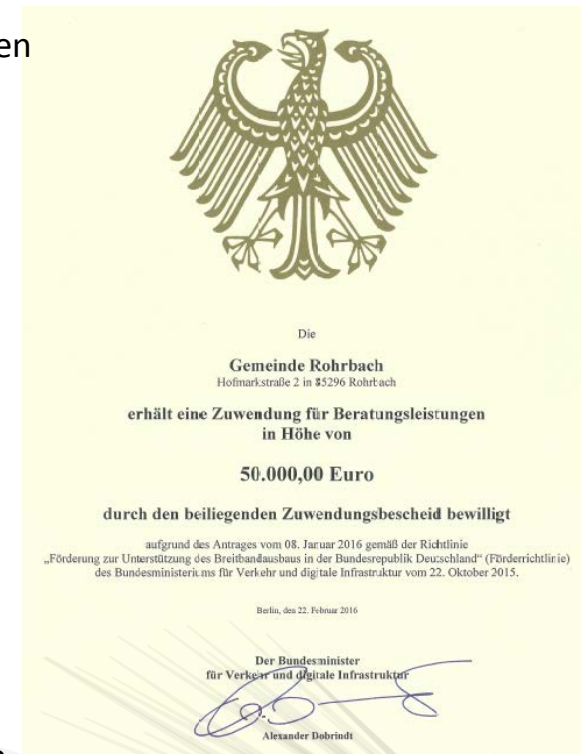 en
Die
Gemeinde Rohrbach
Hofmarkstraße 2 in 85296 Rohrbach
erhält eine Zuwendung für Beratungsleistungen
in Höhe von
50.000,00 Euro
durch den beiliegenden Zuwendungsbescheid bewilligt
aufgrund des Antrages vom 08. Januar 2016 gemäß der Richtlinie
„Förderung zur Unterstützung des Breitbandausbaus in der Bundesrepublik Deutschland“ (Förderrichtlinie)
des Bundesministeriums für Verkehr und digitale Infrastruktur vom 22. Oktober 2015.
Berlin, den 22. Februar 2016
Der Bundesminister
für Verkehr und digitale Infrastruktur
Alexander Dobrindt